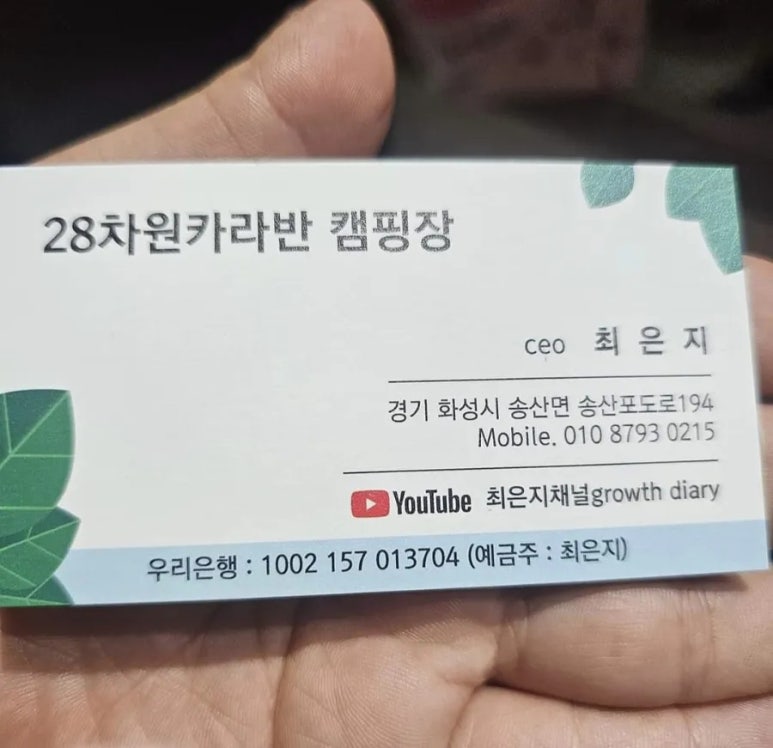 28차원카라반 캠핑장
ceo 최 은 지
경기 화성시 송산면 송산포도로194
Mobile. 010 8793 0215
YouTube 최은지채널growth diary
우리은행 : 1002 157 013704 (예금주 : 최은지)